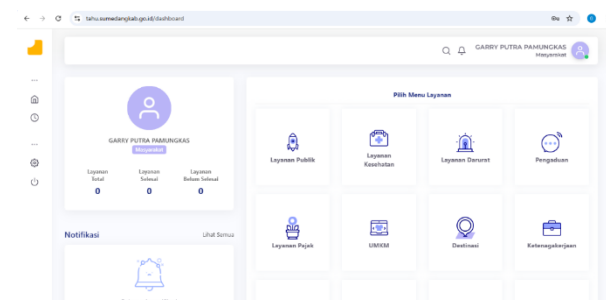 tahu.sumedangkab.go.id/dashboard
GARRY PUTRA PAMUNGKAS
Masyarakat
GARRY PUTRA PAMUNGKAS
Masyarakat
Layanan Total
Layanan Selesai
Layanan Belum Selesai
0
0
0
Notifikasi
Lihat Semua
Pilih Menu Layanan
Layanan Publik
Layanan Kesehatan
Layanan Darurat
Pengaduan
Layanan Pajak
UMKM
Destinasi
Ketenagakerjaan